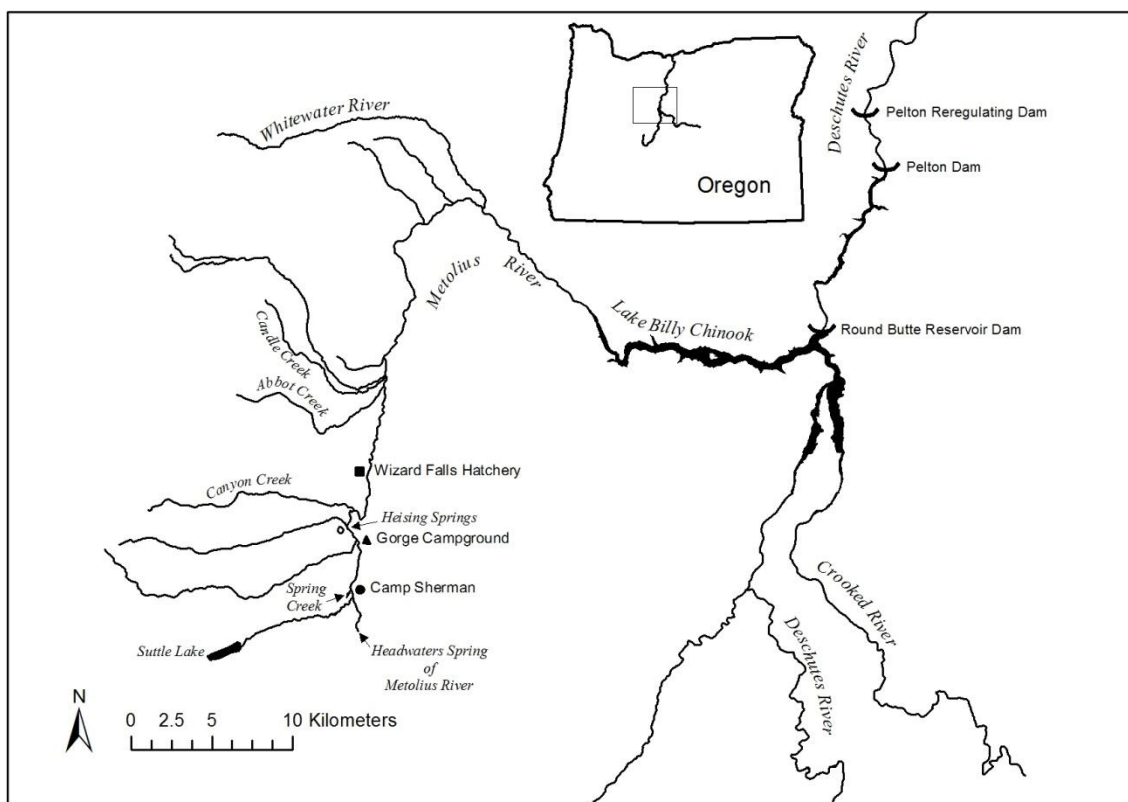 Whitewater River
Deschutes River
Pelton Reregulating Dam
Pelton Dam
Oregon
Metolius
River
Lake Billy Chinook
Round Butte Reservoir Dam
Candle Creek
Abbot Creek
Wizard Falls Hatchery
Canyon Creek
Heising Springs
Gorge Campground
Camp Sherman
Spring
Creek
Crooked River
Deschutes River
Suttle Lake
Headwaters Spring
of
Metolius River
N
0 2.5 5 10 Kilometers